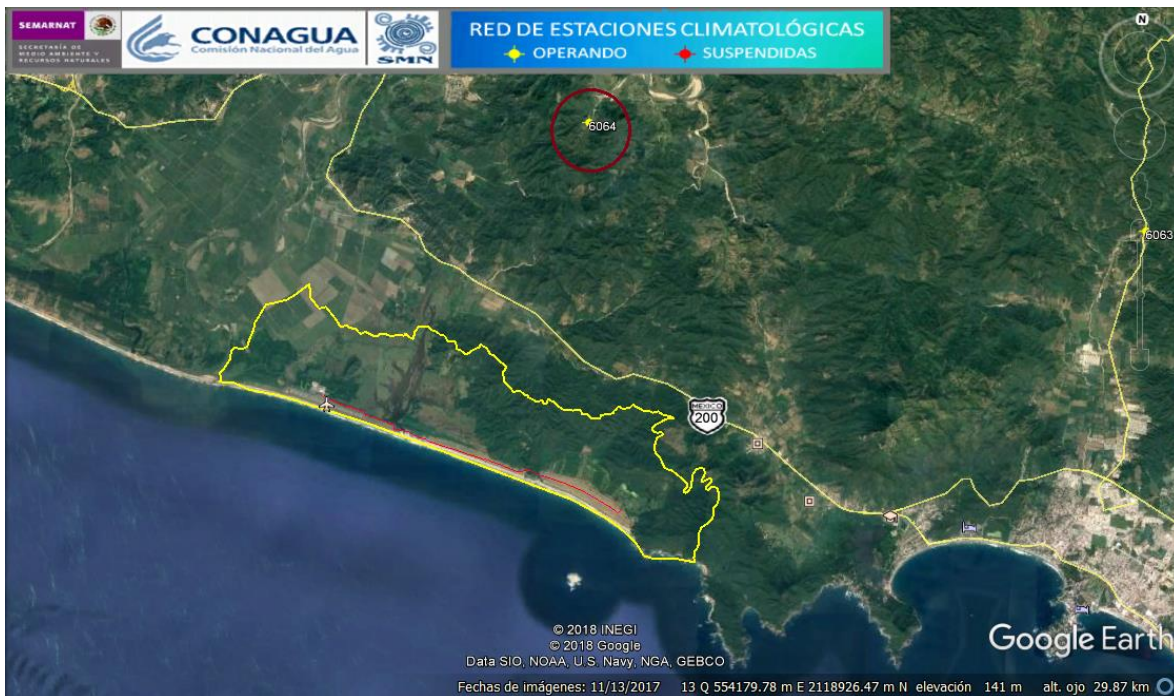 SEMARNAT
SECRETARÍA DE
MEDIO AMBIENTE Y
RECURSOS NATURALES
CONAGUA
Comisión Nacional del Agua
SMN
RED DE ESTACIONES CLIMATOLÓGICAS
OPERANDO
SUSPENDIDAS
N
6064
6063
MEXICO
200
© 2018 INEGI
© 2018 Google
Data SIO, NOAA, U.S. Navy, NGA, GEBCO
Google Earth
Fechas de imágenes: 11/13/2017 13 Q 554179.78 m E 2118926.47 m N elevación 141 m alt. ojo 29.87 km